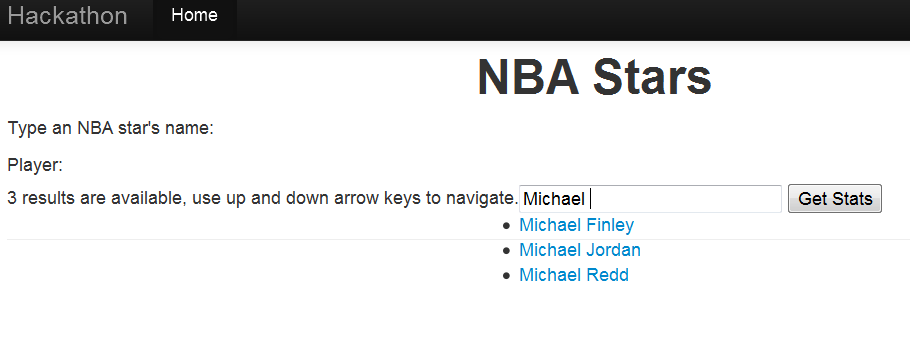 Hackathon Home
NBA Stars
Type an NBA star's name:
Player:
3 results are available, use up and down arrow keys to navigate. Michael Get Stats
Michael Finley
Michael Jordan
Michael Redd